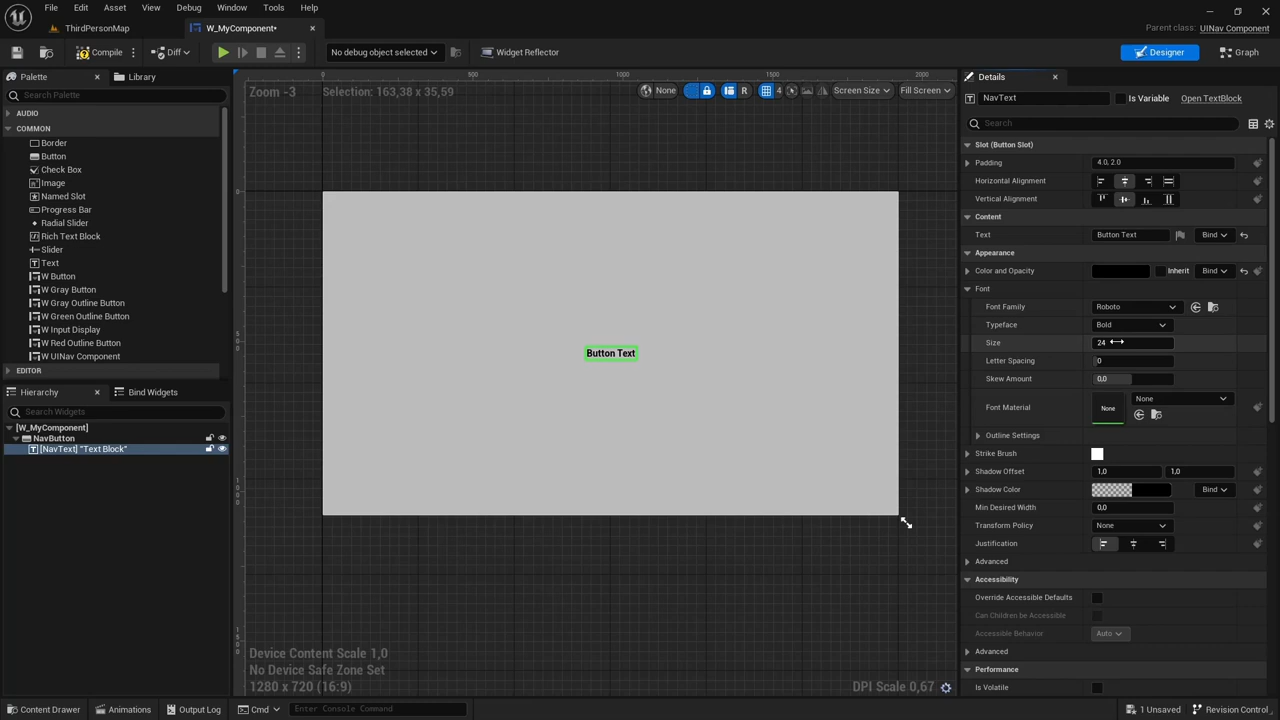 File Edit Asset View Debug Window Tools Help
ThirdPersonMap
W_MyComponent*
Parent class: UINav Component
Compile
Diff
No debug object selected
Widget Reflector
Designer
Graph
Palette
Library
Search Palette
AUDIO
COMMON
Border
Button
Check Box
Image
Named Slot
Progress Bar
Radial Slider
Rich Text Block
Slider
Text
W Button
W Gray Button
W Gray Outline Button
W Green Outline Button
W Input Display
W Red Outline Button
W UINav Component
EDITOR
Hierarchy
Bind Widgets
Search Widgets
[W_MyComponent]
NavButton
[NavText] "Text Block"
0 500 1000 1500 2000
Zoom -3
Selection: 163,38 x 35,59
None
R
4
Screen Size
Fill Screen
0
500
1000
1500
Button Text
Device Content Scale 1,0
No Device Safe Zone Set
1280 x 720 (16:9)
DPI Scale 0,67
Details
NavText
Is Variable
Open TextBlock
Search
Slot (Button Slot)
Padding 4.0, 2.0
Horizontal Alignment
Vertical Alignment
Content
Text Button Text Bind
Appearance
Color and Opacity Inherit Bind
Font
Font Family Roboto
Typeface Bold
Size 24
Letter Spacing 0
Skew Amount 0,0
Font Material None None
Outline Settings
Strike Brush
Shadow Offset 1,0 1,0
Shadow Color Bind
Min Desired Width 0,0
Transform Policy None
Justification
Advanced
Accessibility
Override Accessible Defaults
Can Children be Accessible
Accessible Behavior Auto
Advanced
Performance
Is Volatile
Content Drawer
Animations
Output Log
Cmd
Enter Console Command
1 Unsaved
Revision Control